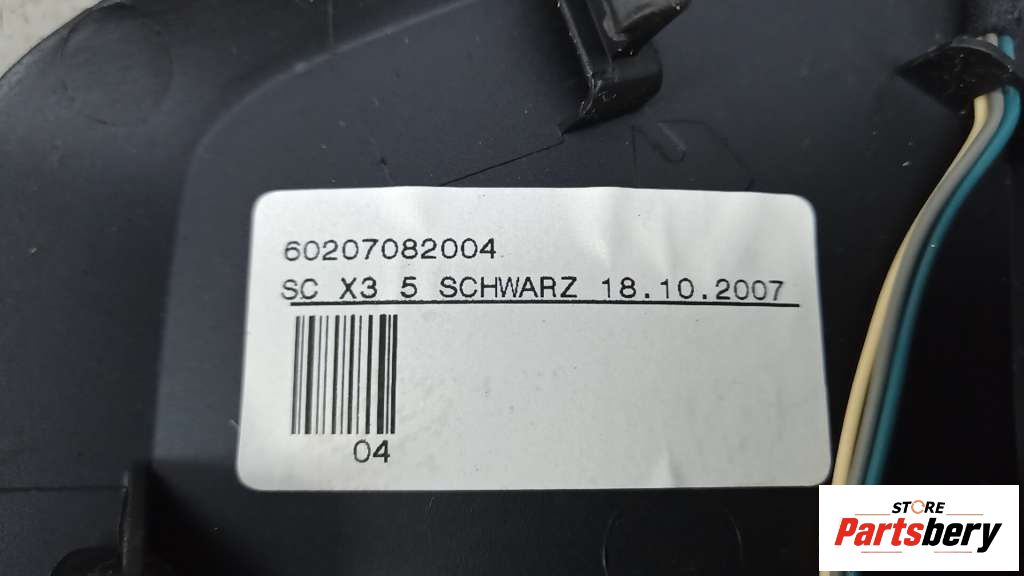 60207082004
SC X3 5 SCHWARZ 18.10.2007
04
STORE
Partsbery